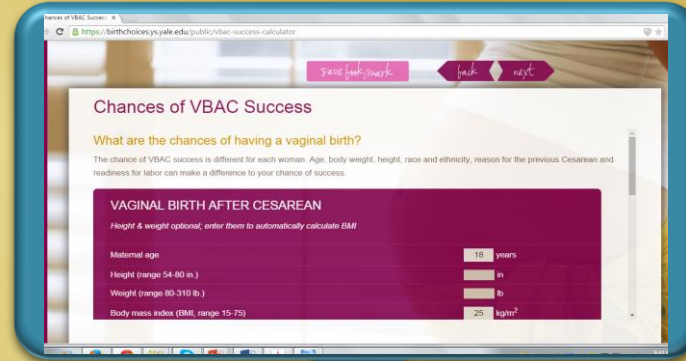 hances of VBAC Success
https://birthchoices.ys.yale.edu/public/vbac-success-calculator
save bookmark
back
next
Chances of VBAC Success
What are the chances of having a vaginal birth?
The chance of VBAC success is different for each woman. Age, body weight, height, race and ethnicity, reason for the previous Cesarean and
readiness for labor can make a difference to your chance of success.
VAGINAL BIRTH AFTER CESAREAN
Height & weight optional; enter them to automatically calculate BMI
Maternal age 18 years
Height (range 54-80 in.) in
Weight (range 80-310 lb.) lb
Body mass index (BMI, range 15-75) 25 kg/m²